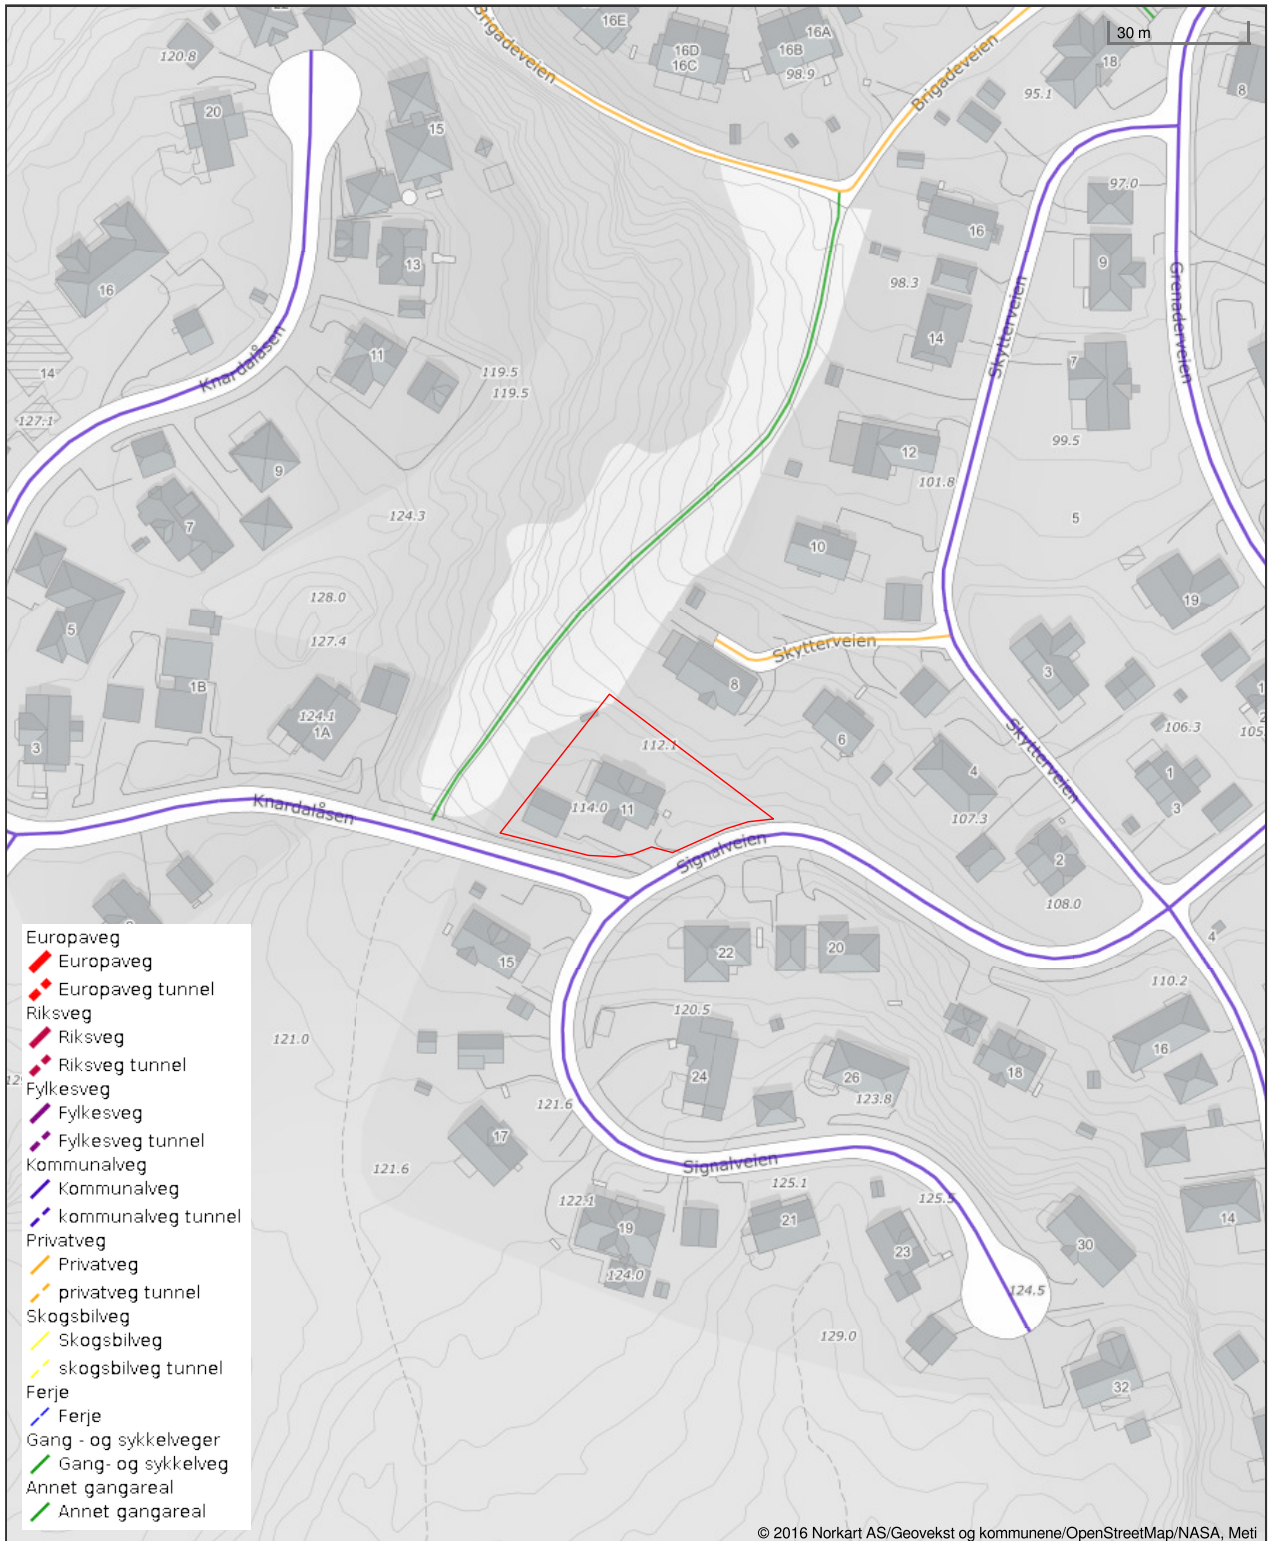 Brigadeveien
16E
16A
16D
16B
16C
98.9
30 m
120.8
18
Brigadeveien
8
95.1
20
15
97.0
16
13
9
16
98.3
Grenaderveien
Skytterveien
14
Knardalåsen
11
7
14
119.5
119.5
127.1
99.5
12
9
101.8
124.3
5
7
10
128.0
19
5
127.4
Skytterveien
3
8
1B
124.1
1A
106.3
105.
Skytterveien
3
6
112.1
4
1
114.0
11
3
Knardalåsen
107.3
Signalveien
2
108.0
4
15
22
20
110.2
120.5
121.0
16
24
26
18
123.8
121.6
17
121.6
Signalveien
125.1
125.5
122.1
19
21
14
23
30
124.0
124.5
129.0
32
Europaveg
Europaveg
Europaveg tunnel
Riksveg
Riksveg
Riksveg tunnel
Fylkesveg
Fylkesveg
Fylkesveg tunnel
Kommunalveg
Kommunalveg
kommunalveg tunnel
Privatveg
Privatveg
privatveg tunnel
Skogsbilveg
Skogsbilveg
skogsbilveg tunnel
Ferje
Ferje
Gang - og sykkelveger
Gang- og sykkelveg
Annet gangareal
Annet gangareal
© 2016 Norkart AS/Geovekst og kommunene/OpenStreetMap/NASA, Meti